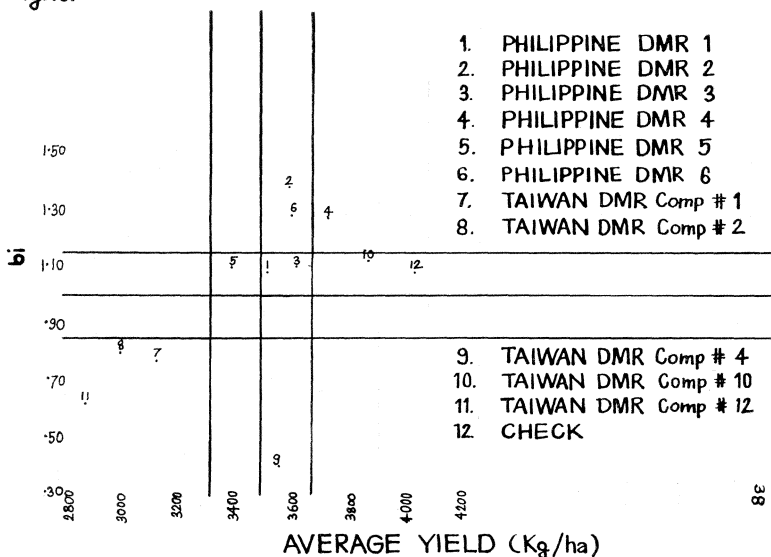 1. PHILIPPINE DMR 1
2. PHILIPPINE DMR 2
3. PHILIPPINE DMR 3
4. PHILIPPINE DMR 4
5. PHILIPPINE DMR 5
6. PHILIPPINE DMR 6
7. TAIWAN DMR Comp # 1
8. TAIWAN DMR Comp # 2
1.50
2
1.30
6
4
bi
1.10
5
1
3
10
12
.90
8
7
.70
11
.50
9
.30
9. TAIWAN DMR Comp # 4
10. TAIWAN DMR Comp # 10
11. TAIWAN DMR Comp # 12
12. CHECK
2800
3000
3200
3400
3600
3800
4000
4200
38
AVERAGE YIELD (Kg/ha)